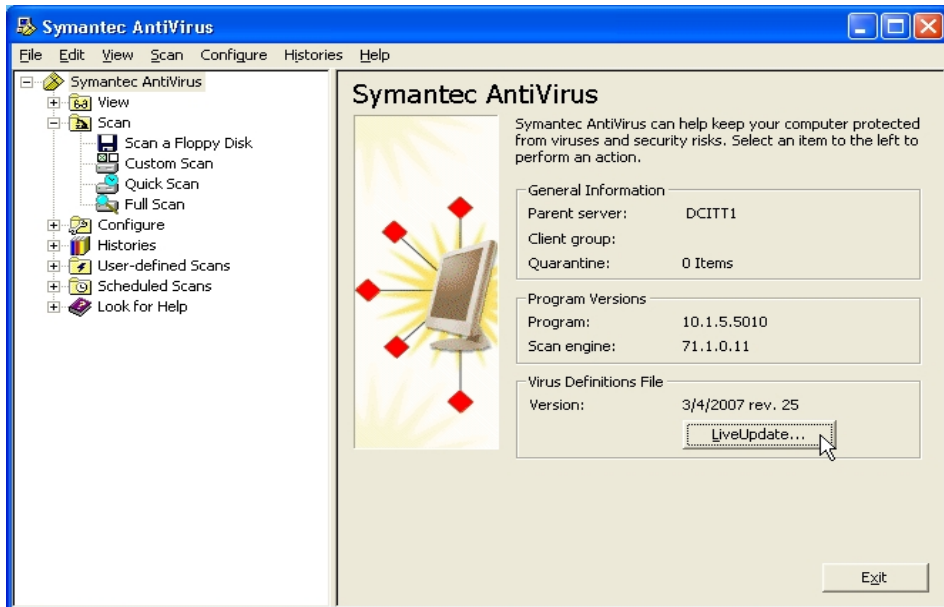 Symantec AntiVirus
File Edit View Scan Configure Histories Help
Symantec AntiVirus
View
Scan
Scan a Floppy Disk
Custom Scan
Quick Scan
Full Scan
Configure
Histories
User-defined Scans
Scheduled Scans
Look for Help
Symantec AntiVirus
Symantec AntiVirus can help keep your computer protected
from viruses and security risks. Select an item to the left to
perform an action.
General Information
Parent server: DCITT1
Client group:
Quarantine: 0 Items
Program Versions
Program: 10.1.5.5010
Scan engine: 71.1.0.11
Virus Definitions File
Version: 3/4/2007 rev. 25
LiveUpdate...
Exit